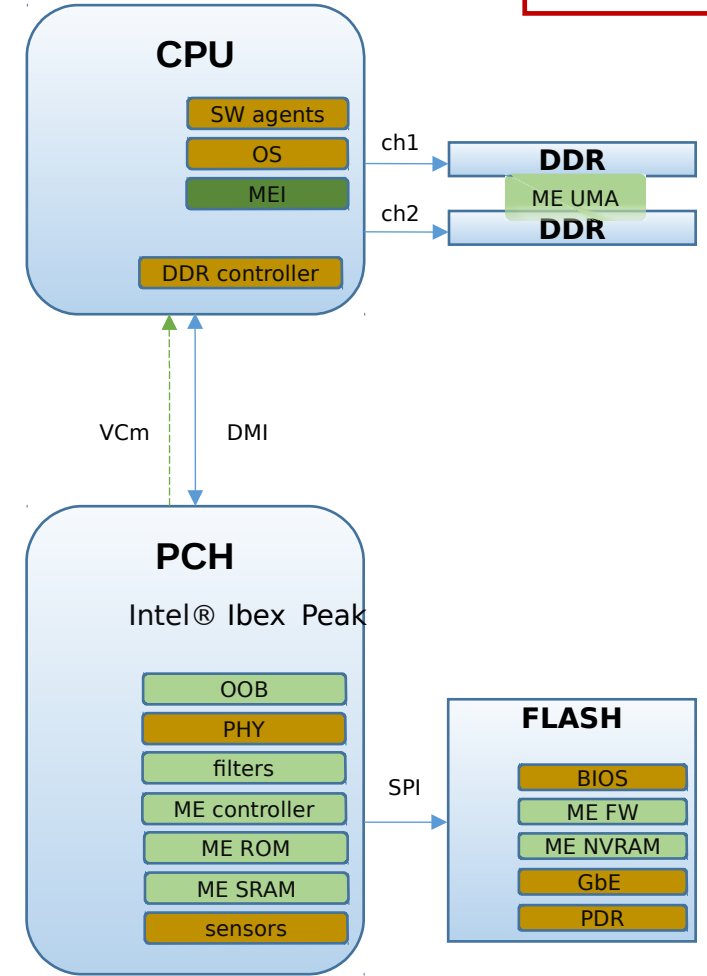 CPU
SW agents
OS
MEI
DDR controller
ch1
ch2
DDR
ME UMA
DDR
VCm
DMI
PCH
Intel® Ibex Peak
OOB
PHY
filters
ME controller
ME ROM
ME SRAM
sensors
SPI
FLASH
BIOS
ME FW
ME NVRAM
GbE
PDR